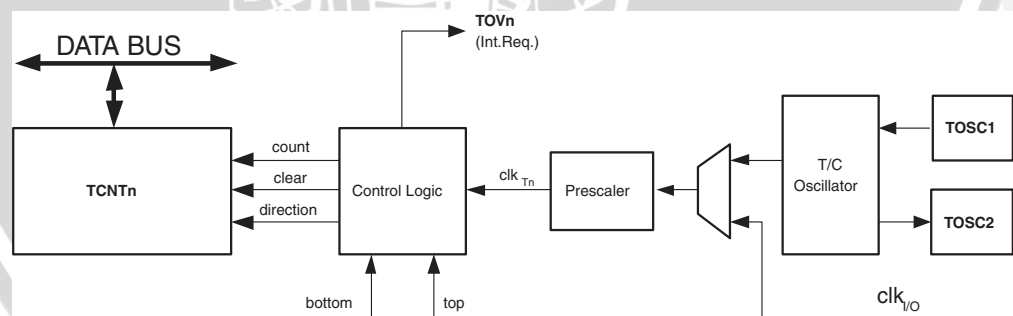 TOVn
(Int.Req.)
DATA BUS
TOSC1
T/C
Oscillator
TOSC2
count
clear
direction
TCNTn
Control Logic
clk Tn
Prescaler
bottom
top
clk I/O